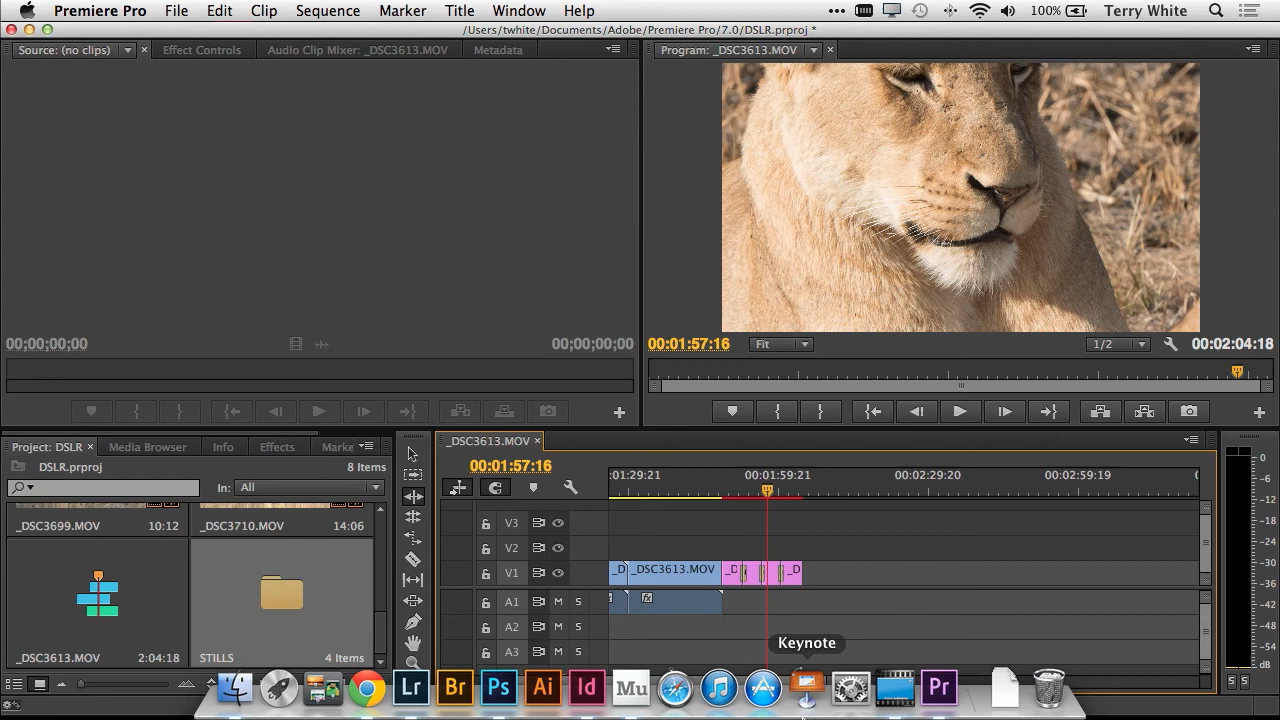 Premiere Pro File Edit Clip Sequence Marker Title Window Help 100% Terry White
/Users/twhite/Documents/Adobe/Premiere Pro/7.0/DSLR.prproj *
Source: (no clips) Effect Controls Audio Clip Mixer: _DSC3613.MOV Metadata
Program: _DSC3613.MOV
00;00;00;00 00;00;00;00
00:01:57:16 Fit 1/2 00:02:04:18
Project: DSLR Media Browser Info Effects Marke
DSLR.prproj 8 Items
In: All
_DSC3699.MOV 10:12 _DSC3710.MOV 14:06
_DSC3613.MOV 2:04:18 STILLS 4 Items
_DSC3613.MOV
00:01:57:16
:01:29:21 00:01:59:21 00:02:29:20 00:02:59:19
V3
V2
V1 _D _DSC3613.MOV _D _D
A1 M S fx
A2 M S
A3 M S
0
-6
-12
-18
-24
-30
-36
-42
-48
-54
dB
S S
Keynote
Lr Br Ps Ai Id Mu Pr